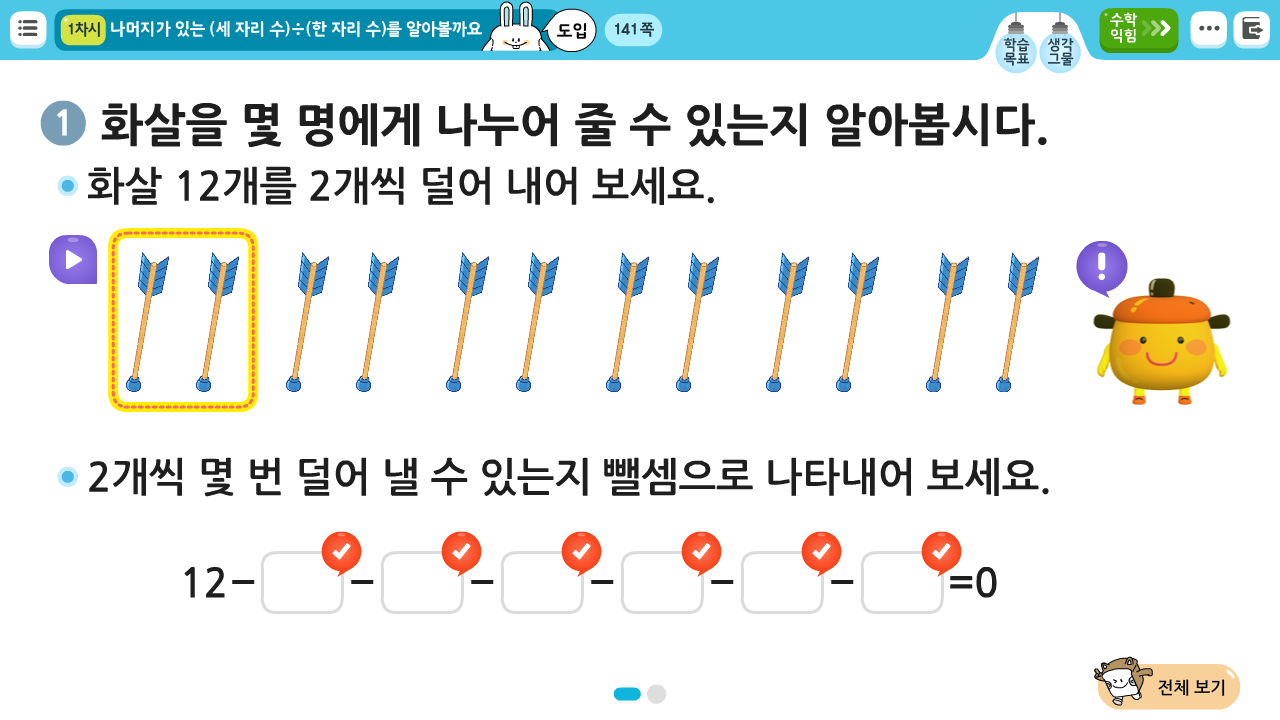 1차시 나머지가 있는 (세 자리 수)÷(한 자리 수)를 알아볼까요 도입 141쪽
학습
목표
생각
그물
수학
익힘
1 화살을 몇 명에게 나누어 줄 수 있는지 알아봅시다.
화살 12개를 2개씩 덜어 내어 보세요.
2개씩 몇 번 덜어 낼 수 있는지 뺄셈으로 나타내어 보세요.
12− − − − − − =0
전체 보기